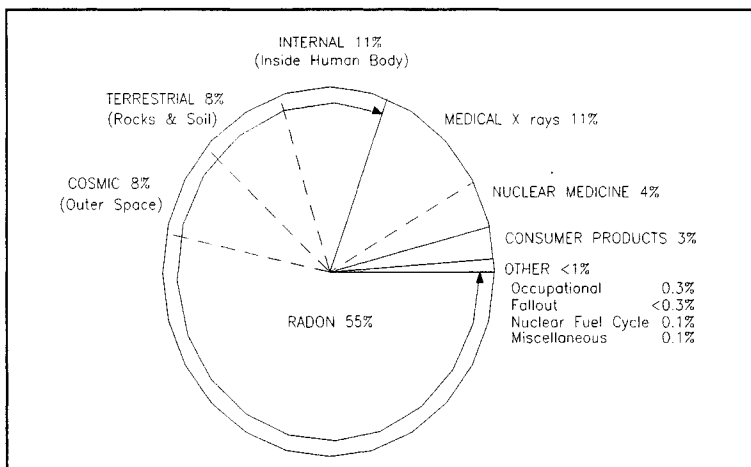 INTERNAL 11%
(Inside Human Body)
TERRESTRIAL 8%
(Rocks & Soil)
MEDICAL X rays 11%
COSMIC 8%
(Outer Space)
NUCLEAR MEDICINE 4%
CONSUMER PRODUCTS 3%
OTHER <1%
Occupational 0.3%
Fallout <0.3%
Nuclear Fuel Cycle 0.1%
Miscellaneous 0.1%
RADON 55%